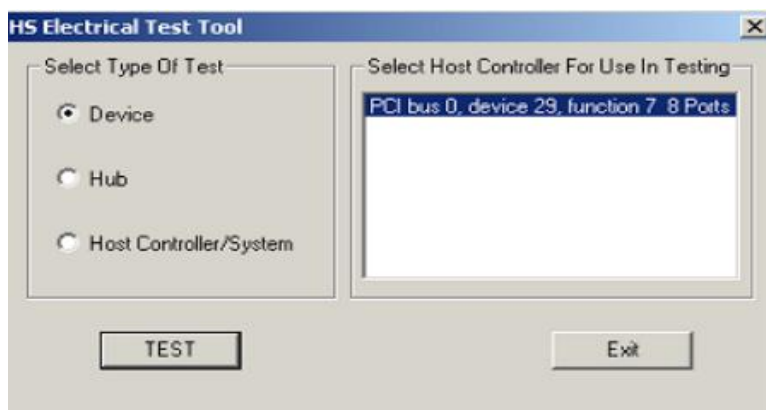 HS Electrical Test Tool
Select Type Of Test
Device
Hub
Host Controller/System
Select Host Controller For Use In Testing
PCI bus 0, device 29, function 7 8 Ports
TEST
Exit